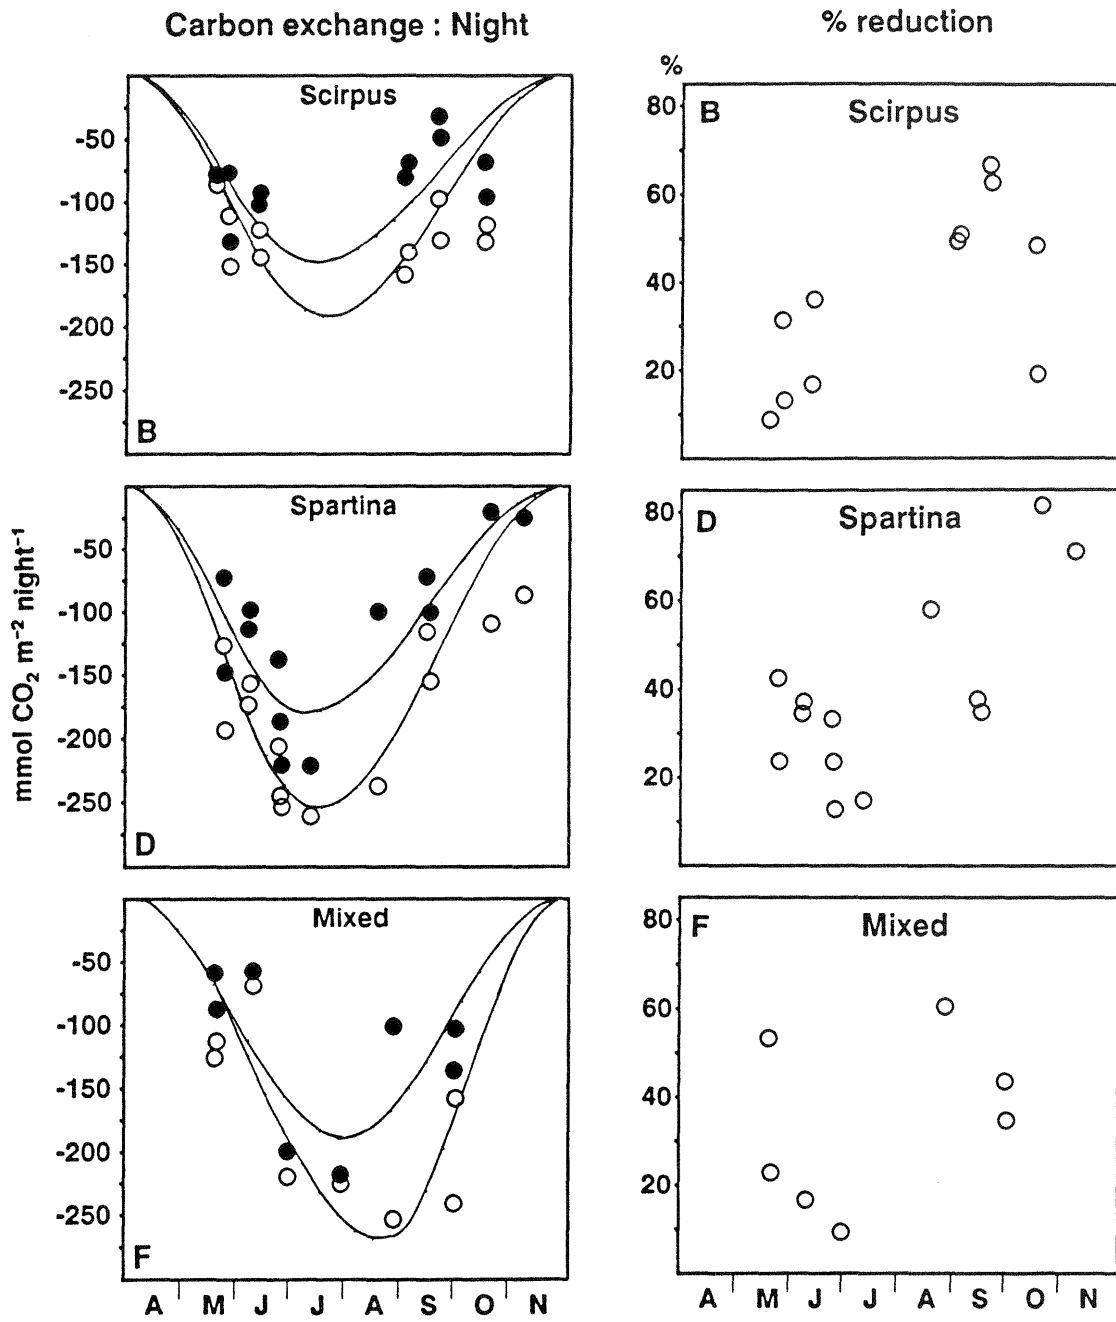 Carbon exchange : Night
% reduction
Scirpus
-50
-100
-150
-200
-250
B
%
B Scirpus
80
60
40
20
mmol CO₂ m⁻² night⁻¹
Spartina
-50
-100
-150
-200
-250
D
D Spartina
80
60
40
20
Mixed
-50
-100
-150
-200
-250
F
A M J J A S O N
F Mixed
80
60
40
20
A M J J A S O N